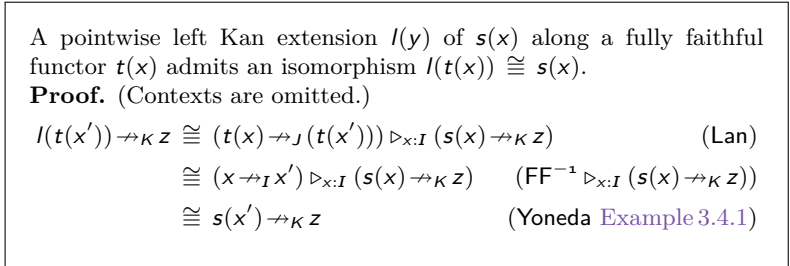 A pointwise left Kan extension l(y) of s(x) along a fully faithful
functor t(x) admits an isomorphism l(t(x)) ≅ s(x).
Proof. (Contexts are omitted.)
l(t(x′)) ⇸_K z ≅ (t(x) ⇸_J (t(x′))) ▷_{x:I} (s(x) ⇸_K z) (Lan)
≅ (x ⇸_I x′) ▷_{x:I} (s(x) ⇸_K z) (FF⁻¹ ▷_{x:I} (s(x) ⇸_K z))
≅ s(x′) ⇸_K z (Yoneda Example 3.4.1)